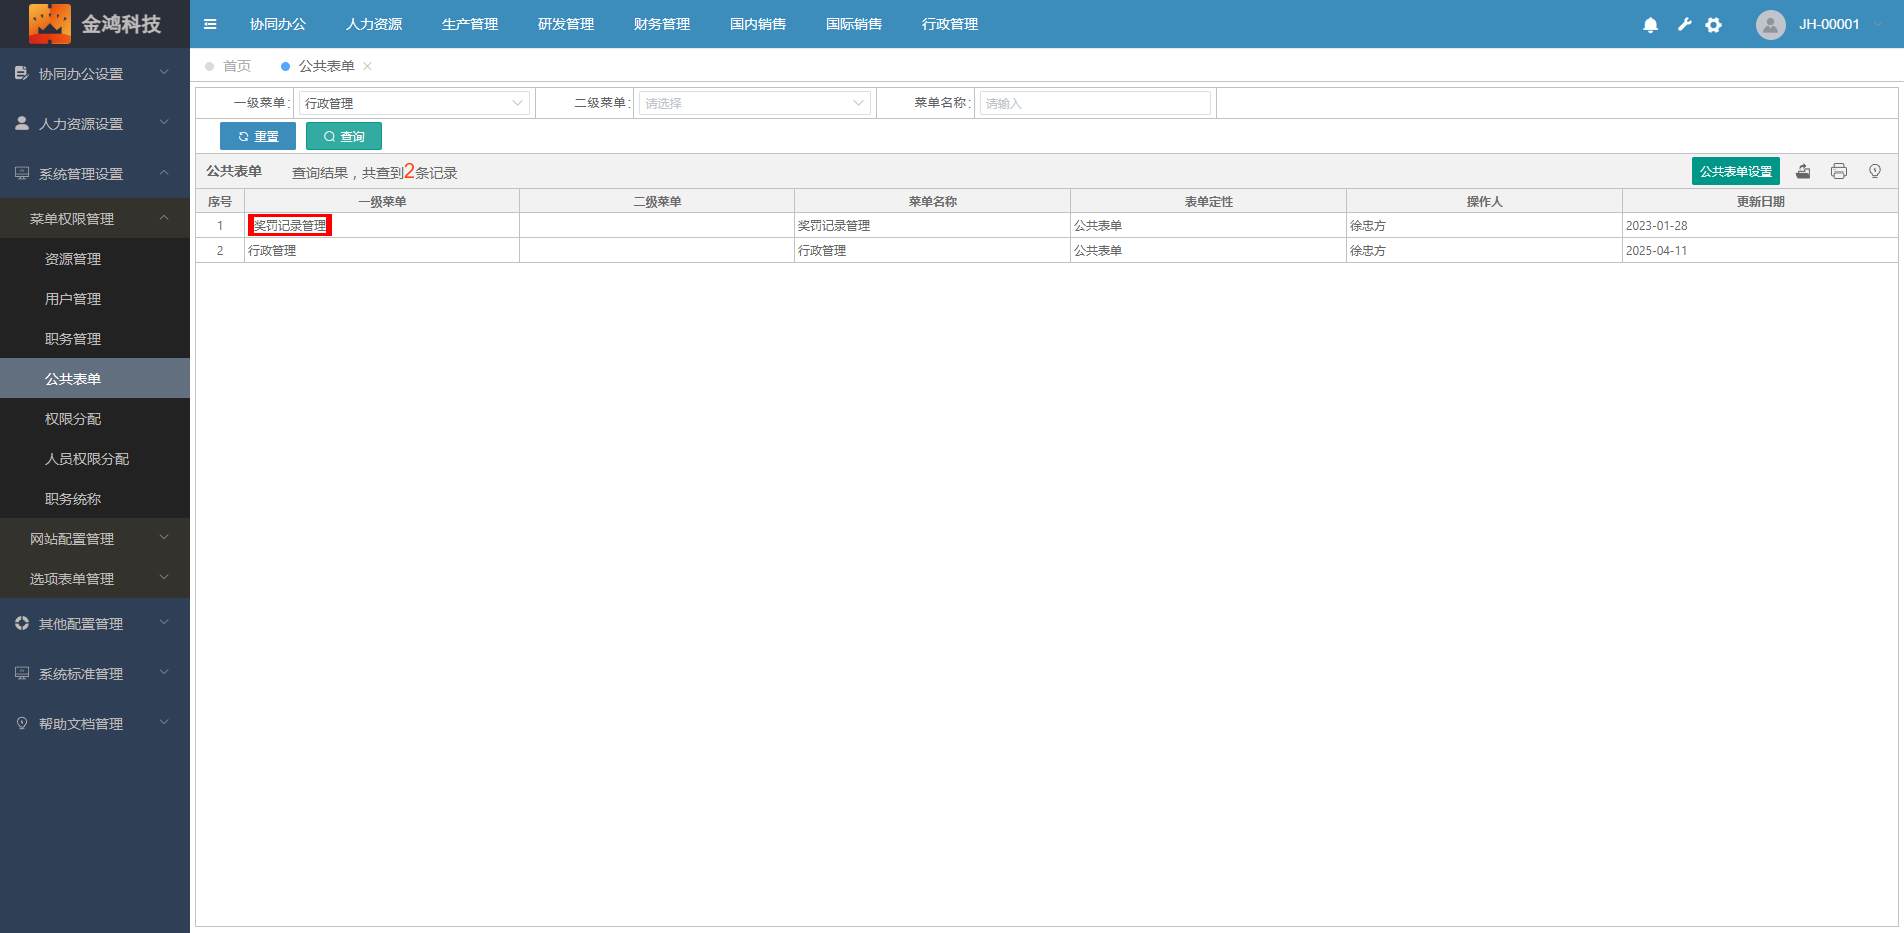 金鸿科技
协同办公 人力资源 生产管理 研发管理 财务管理 国内销售 国际销售 行政管理 JH-00001
首页 公共表单
一级菜单: 行政管理 二级菜单: 请选择 菜单名称: 请输入
重置 查询
公共表单 查询结果，共查到2条记录 公共表单设置
序号 一级菜单 二级菜单 菜单名称 表单定性 操作人 更新日期
1 奖罚记录管理 奖罚记录管理 公共表单 徐忠方 2023-01-28
2 行政管理 行政管理 公共表单 徐忠方 2025-04-11
协同办公设置
人力资源设置
系统管理设置
菜单权限管理
资源管理
用户管理
职务管理
公共表单
权限分配
人员权限分配
职务统称
网站配置管理
选项表单管理
其他配置管理
系统标准管理
帮助文档管理